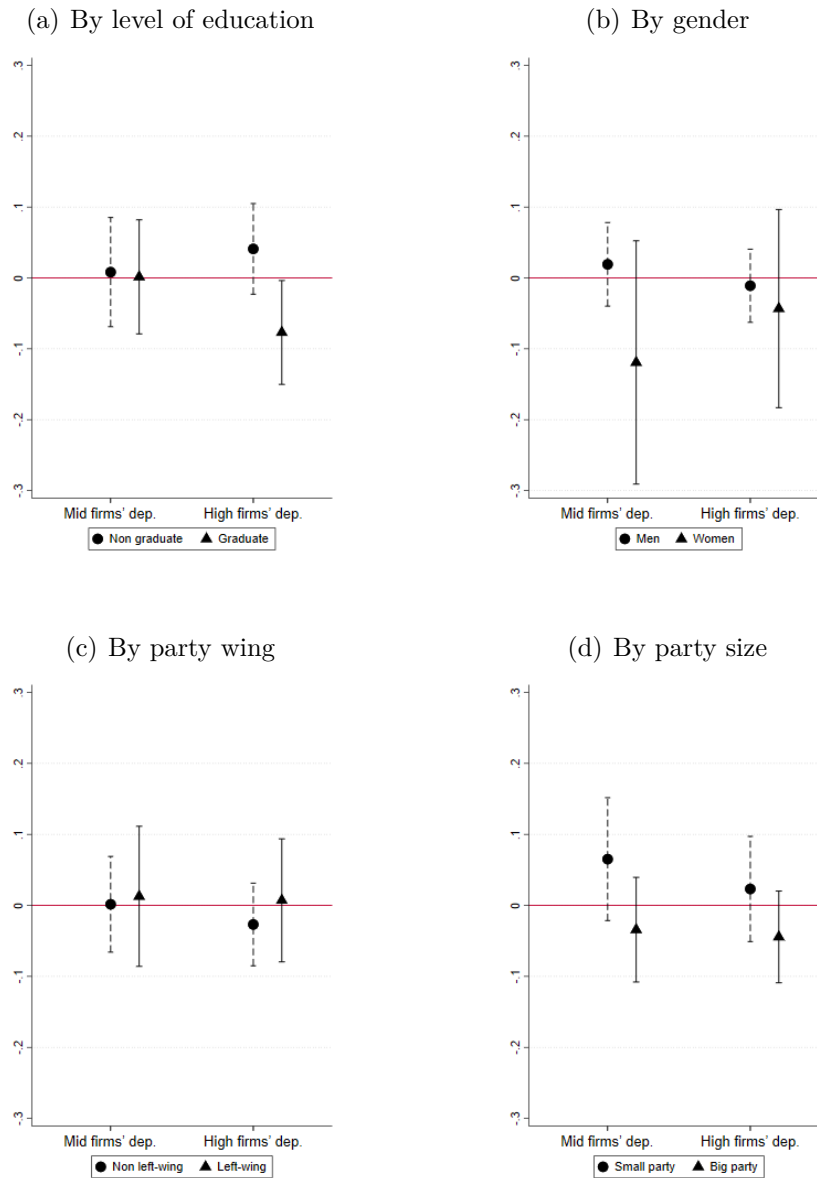 (a) By level of education
.3
.2
.1
0
-.1
-.2
-.3
Mid firms' dep. High firms' dep.
Non graduate Graduate
(b) By gender
.3
.2
.1
0
-.1
-.2
-.3
Mid firms' dep. High firms' dep.
Men Women
(c) By party wing
.3
.2
.1
0
-.1
-.2
-.3
Mid firms' dep. High firms' dep.
Non left-wing Left-wing
(d) By party size
.3
.2
.1
0
-.1
-.2
-.3
Mid firms' dep. High firms' dep.
Small party Big party